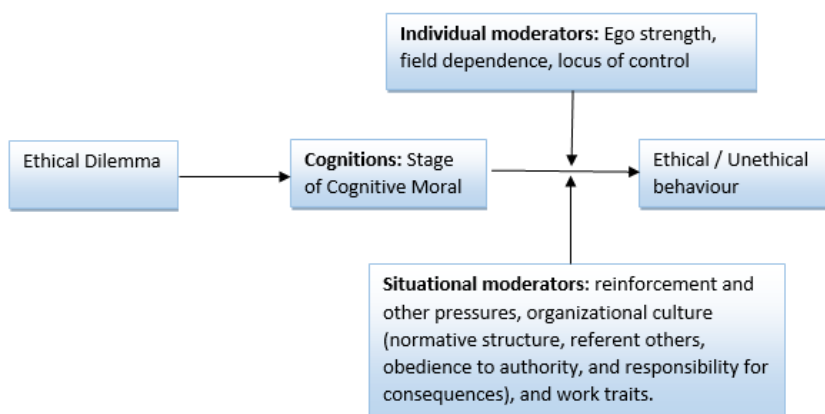 Individual moderators: Ego strength,
field dependence, locus of control
Ethical Dilemma
Cognitions: Stage
of Cognitive Moral
Ethical / Unethical
behaviour
Situational moderators: reinforcement and
other pressures, organizational culture
(normative structure, referent others,
obedience to authority, and responsibility for
consequences), and work traits.